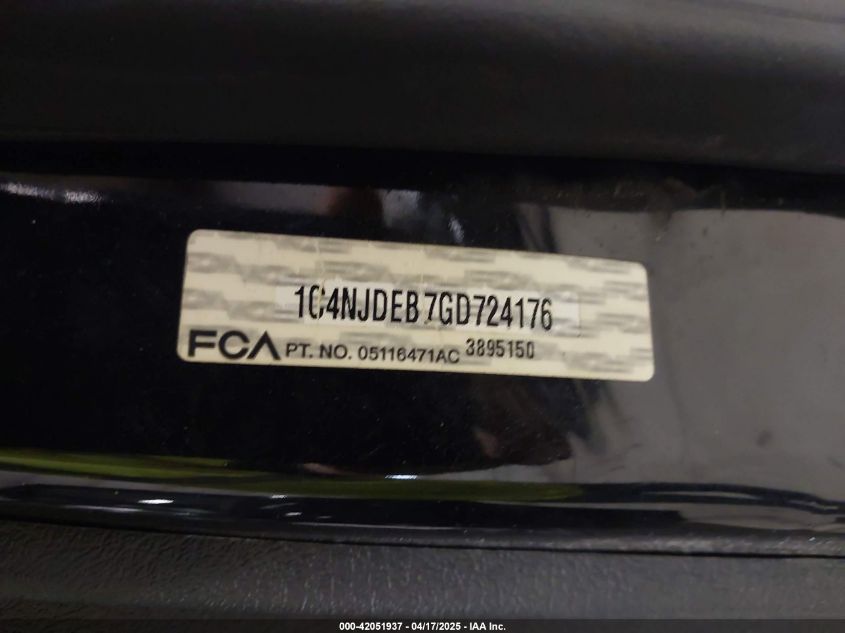 1C4NJDEB7GD724176
FCA PT. NO. 05116471AC 3895150
000-42051937 - 04/17/2025 - IAA Inc.